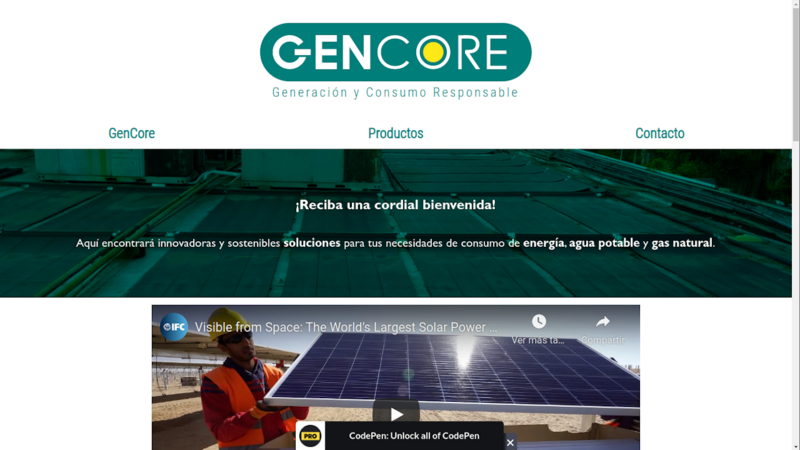 GENCORE
Generación y Consumo Responsable
GenCore
Productos
Contacto
¡Reciba una cordial bienvenida!
Aquí encontrará innovadoras y sostenibles soluciones para tus necesidades de consumo de energía, agua potable y gas natural.
IFC
Visible from Space: The World's Largest Solar Power ...
Ver más ta...
Compartir
PRO
CodePen: Unlock all of CodePen
×